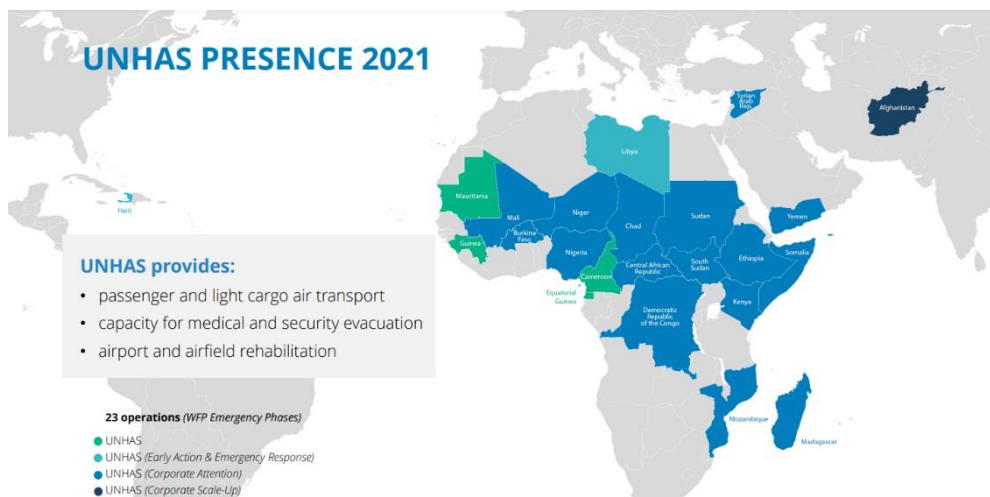 UNHAS PRESENCE 2021
Syrian
Arab
Rep.
Afghanistan
Libya
Haiti
Mauritania
Mali
Niger
Chad
Sudan
Yemen
Burkina
Faso
Guinea
Nigeria
Cameroon
Central African
Republic
South
Sudan
Ethiopia
Somalia
Equatorial
Guinea
Kenya
Democratic
Republic
of the Congo
Mozambique
Madagascar
UNHAS provides:
• passenger and light cargo air transport
• capacity for medical and security evacuation
• airport and airfield rehabilitation
23 operations (WFP Emergency Phases)
UNHAS
UNHAS (Early Action & Emergency Response)
UNHAS (Corporate Attention)
UNHAS (Corporate Scale-Up)